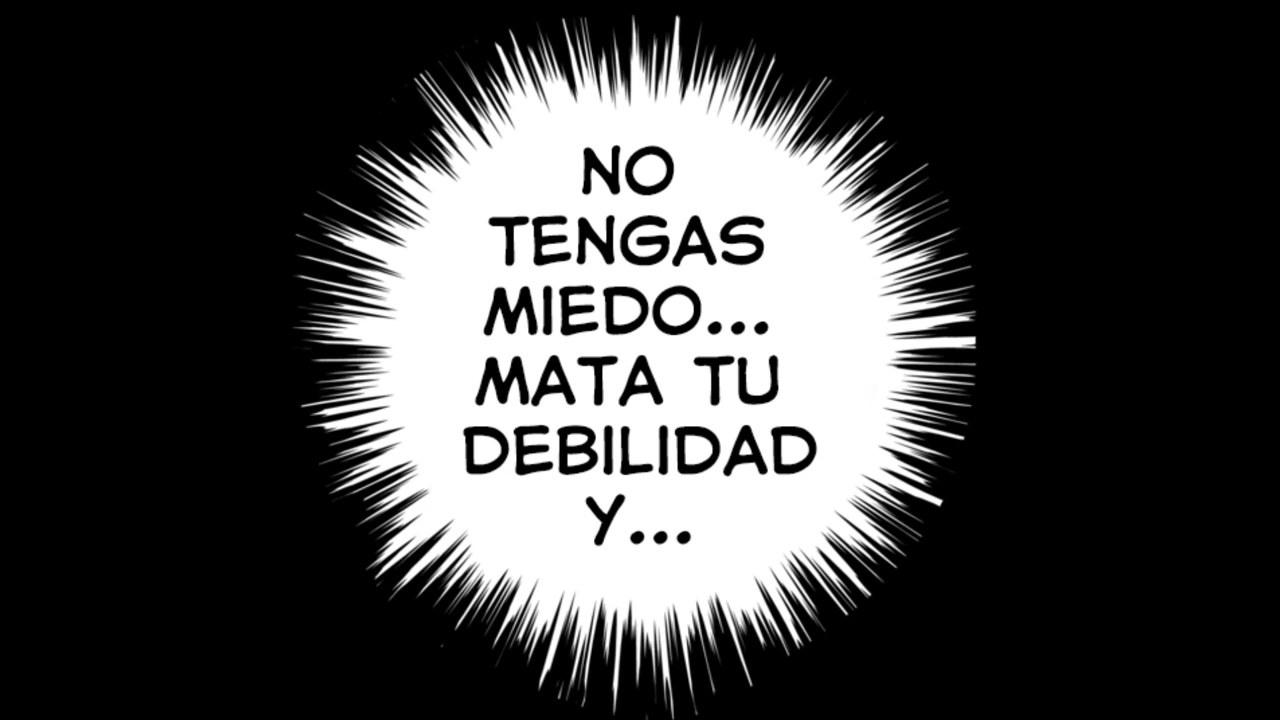 NO
TENGAS
MIEDO...
MATA TU
DEBILIDAD
Y...